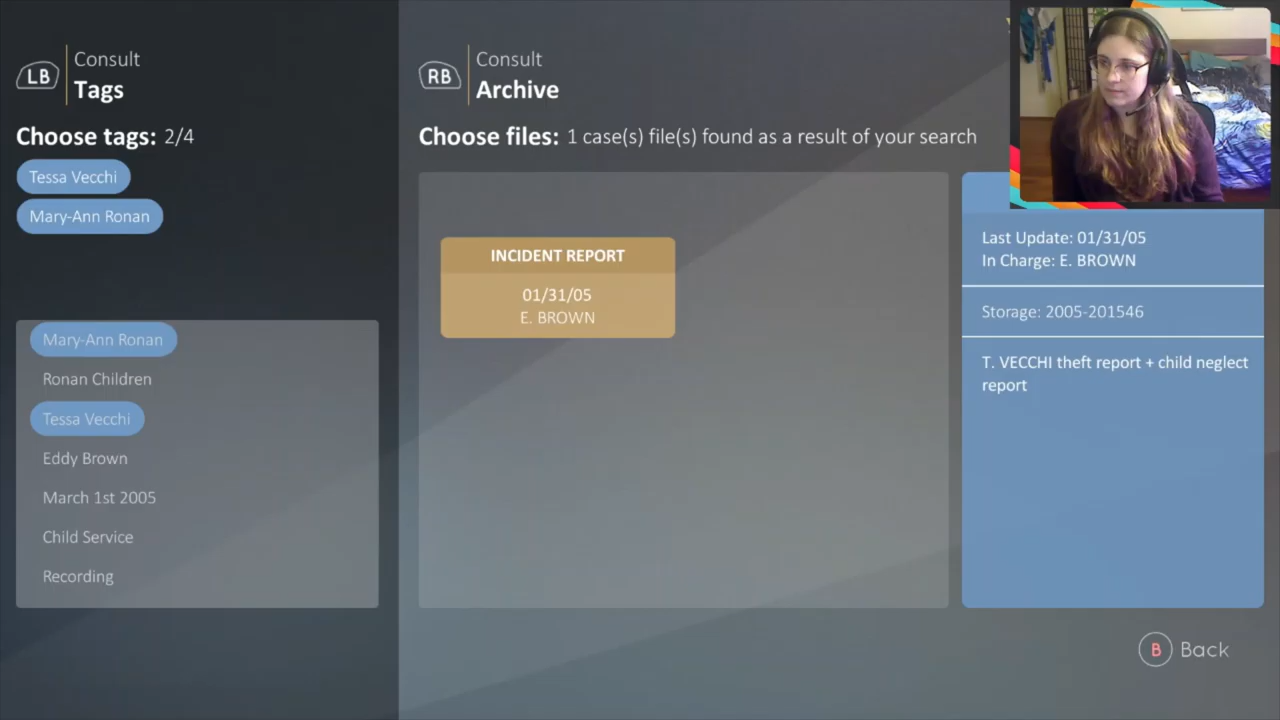 LB
Consult
Tags
Choose tags: 2/4
Tessa Vecchi
Mary-Ann Ronan
Mary-Ann Ronan
Ronan Children
Tessa Vecchi
Eddy Brown
March 1st 2005
Child Service
Recording
RB
Consult
Archive
Choose files: 1 case(s) file(s) found as a result of your search
INCIDENT REPORT
01/31/05
E. BROWN
Last Update: 01/31/05
In Charge: E. BROWN
Storage: 2005-201546
T. VECCHI theft report + child neglect
report
B Back